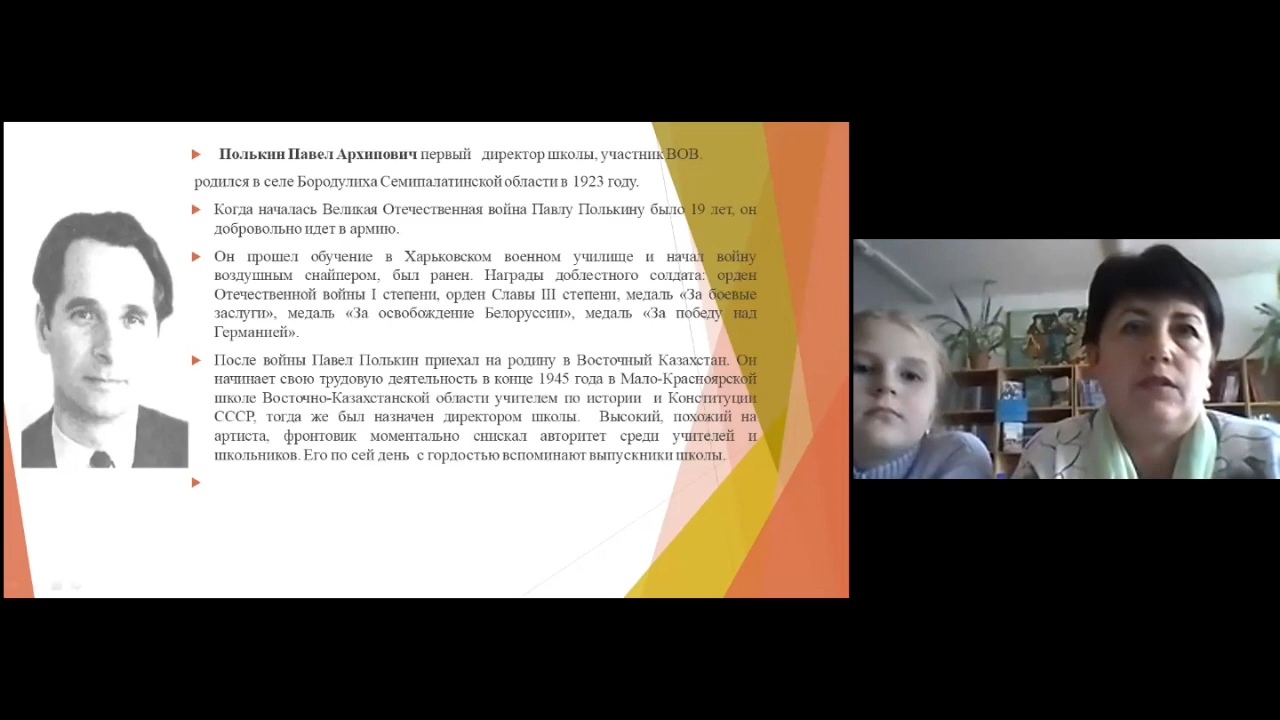 Полькин Павел Архипович первый директор школы, участник ВОВ.
родился в селе Бородулиха Семипалатинской области в 1923 году.
Когда началась Великая Отечественная война Павлу Полькину было 19 лет, он
добровольно идет в армию.
Он прошел обучение в Харьковском военном училище и начал войну
воздушным снайпером, был ранен. Награды доблестного солдата: орден
Отечественной войны I степени, орден Славы III степени, медаль «За боевые
заслуги», медаль «За освобождение Белоруссии», медаль «За победу над
Германией».
После войны Павел Полькин приехал на родину в Восточный Казахстан. Он
начинает свою трудовую деятельность в конце 1945 года в Мало-Красноярской
школе Восточно-Казахстанской области учителем по истории и Конституции
СССР, тогда же был назначен директором школы. Высокий, похожий на
артиста, фронтовик моментально снискал авторитет среди учителей и
школьников. Его по сей день с гордостью вспоминают выпускники школы.